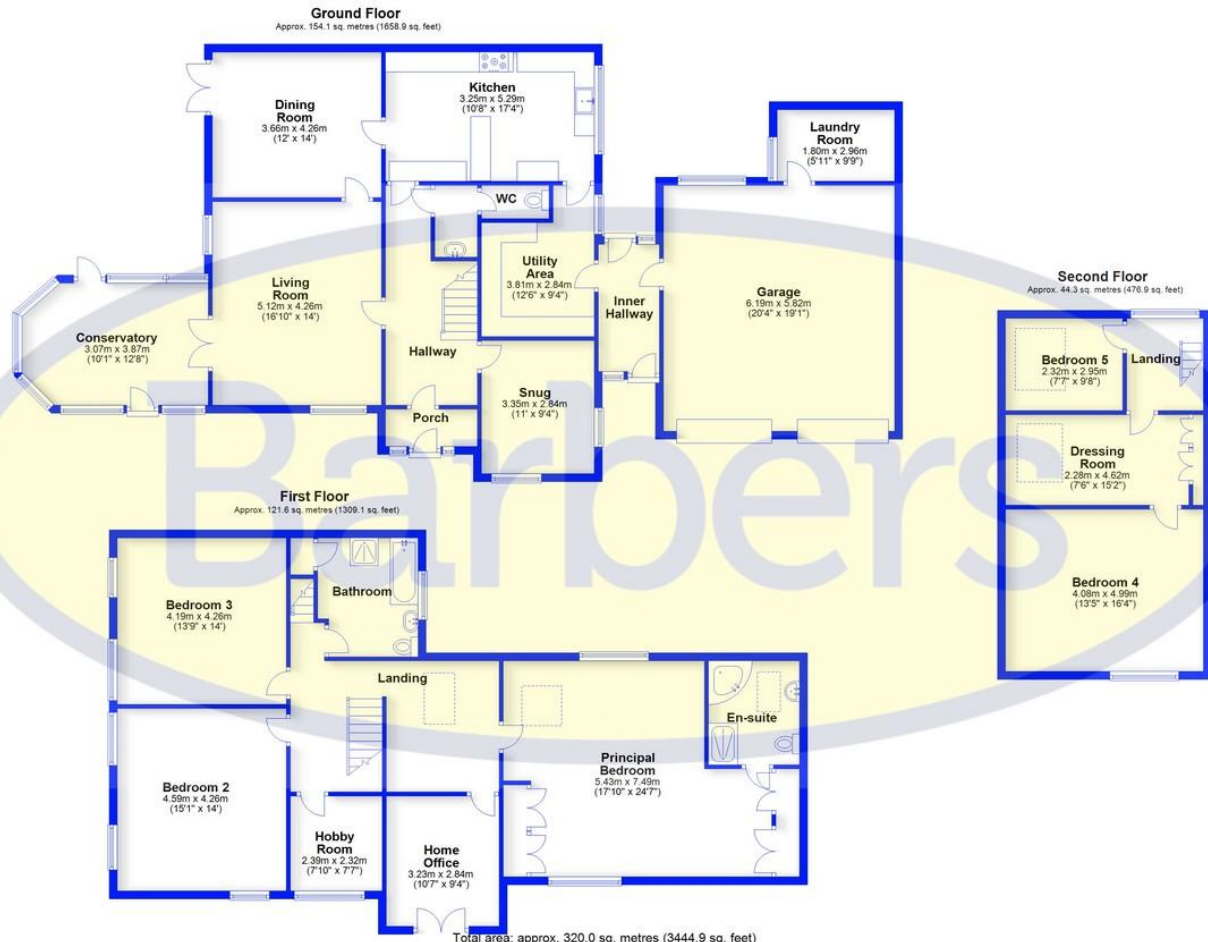 Ground Floor
Approx. 154.1 sq. metres (1658.9 sq. feet)
Dining
Room
3.66m x 4.26m
(12' x 14')
Kitchen
3.25m x 5.29m
(10'8" x 17'4")
Laundry
Room
1.80m x 2.96m
(5'11" x 9'9")
WC
Living
Room
5.12m x 4.26m
(16'10" x 14')
Utility
Area
3.81m x 2.84m
(12'6" x 9'4")
Inner
Hallway
Garage
6.19m x 5.82m
(20'4" x 19'1")
Conservatory
3.07m x 3.87m
(10'1" x 12'8")
Hallway
Snug
3.35m x 2.84m
(11' x 9'4")
Porch
Second Floor
Approx. 44.3 sq. metres (476.9 sq. feet)
Bedroom 5
2.32m x 2.95m
(7'7" x 9'8")
Landing
Dressing
Room
2.28m x 4.62m
(7'6" x 15'2")
Bedroom 4
4.08m x 4.99m
(13'5" x 16'4")
Barbers
First Floor
Approx. 121.6 sq. metres (1309.1 sq. feet)
Bedroom 3
4.19m x 4.26m
(13'9" x 14')
Bathroom
Landing
En-suite
Principal
Bedroom
5.43m x 7.49m
(17'10" x 24'7")
Bedroom 2
4.59m x 4.26m
(15'1" x 14')
Hobby
Room
2.39m x 2.32m
(7'10" x 7'7")
Home
Office
3.23m x 2.84m
(10'7" x 9'4")
Total area: approx. 320.0 sq. metres (3444.9 sq. feet)